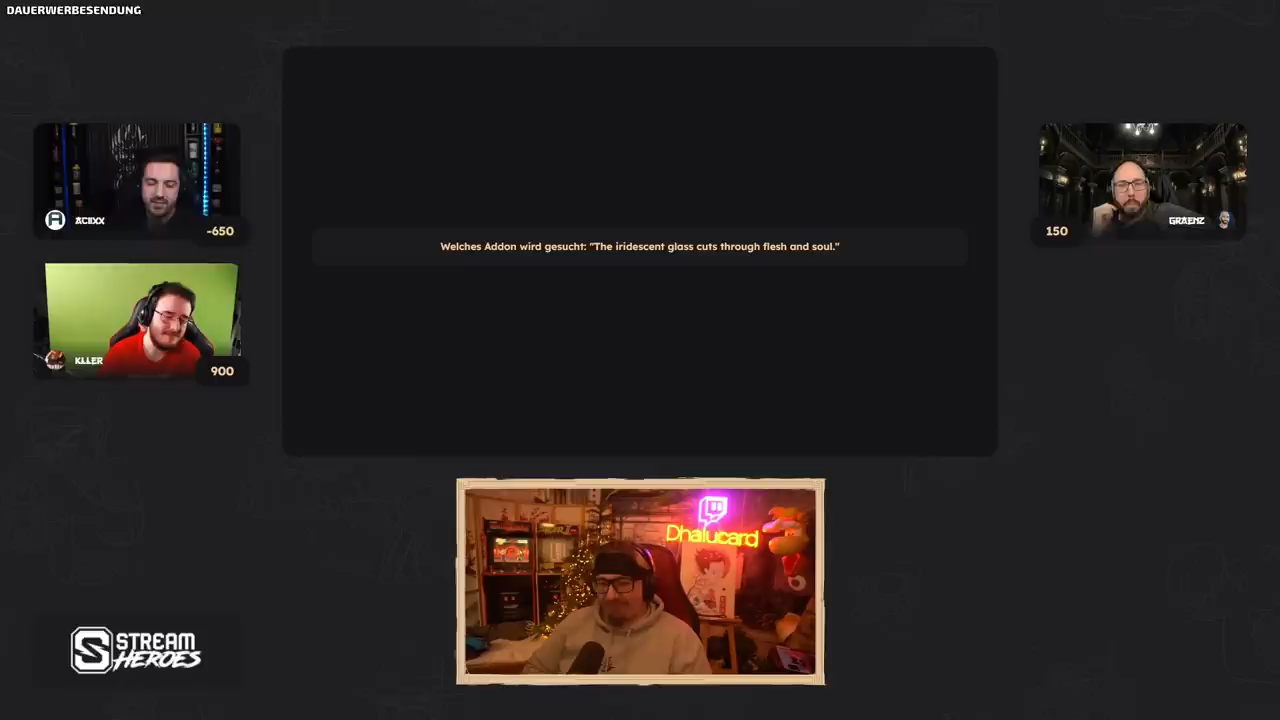 DAUERWERBESENDUNG
ACIIXX
-650
KLLER
900
Welches Addon wird gesucht: "The iridescent glass cuts through flesh and soul."
GRAENZ
150
Dhalucard
STREAM
HEROES